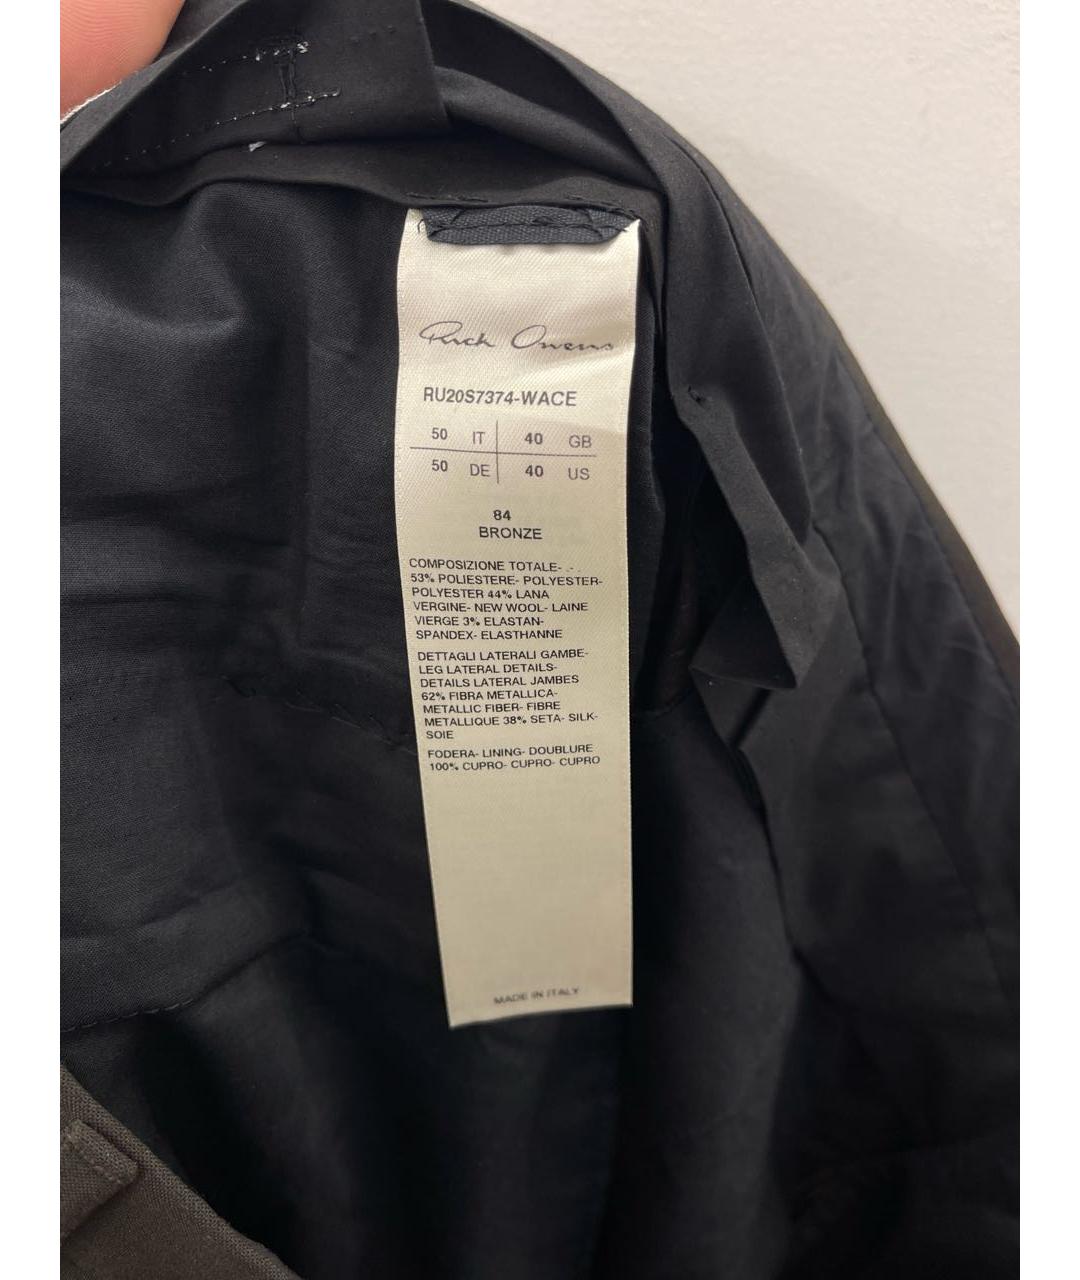 Rick Owens
RU20S7374-WACE
50 IT 40 GB
50 DE 40 US
84
BRONZE
COMPOSIZIONE TOTALE- - -
53% POLIESTERE- POLYESTER-
POLYESTER 44% LANA
VERGINE- NEW WOOL- LAINE
VIERGE 3% ELASTAN-
SPANDEX- ELASTHANNE
DETTAGLI LATERALI GAMBE-
LEG LATERAL DETAILS-
DETAILS LATERAL JAMBES
62% FIBRA METALLICA-
METALLIC FIBER- FIBRE
METALLIQUE 38% SETA- SILK-
SOIE
FODERA- LINING- DOUBLURE
100% CUPRO- CUPRO- CUPRO
MADE IN ITALY